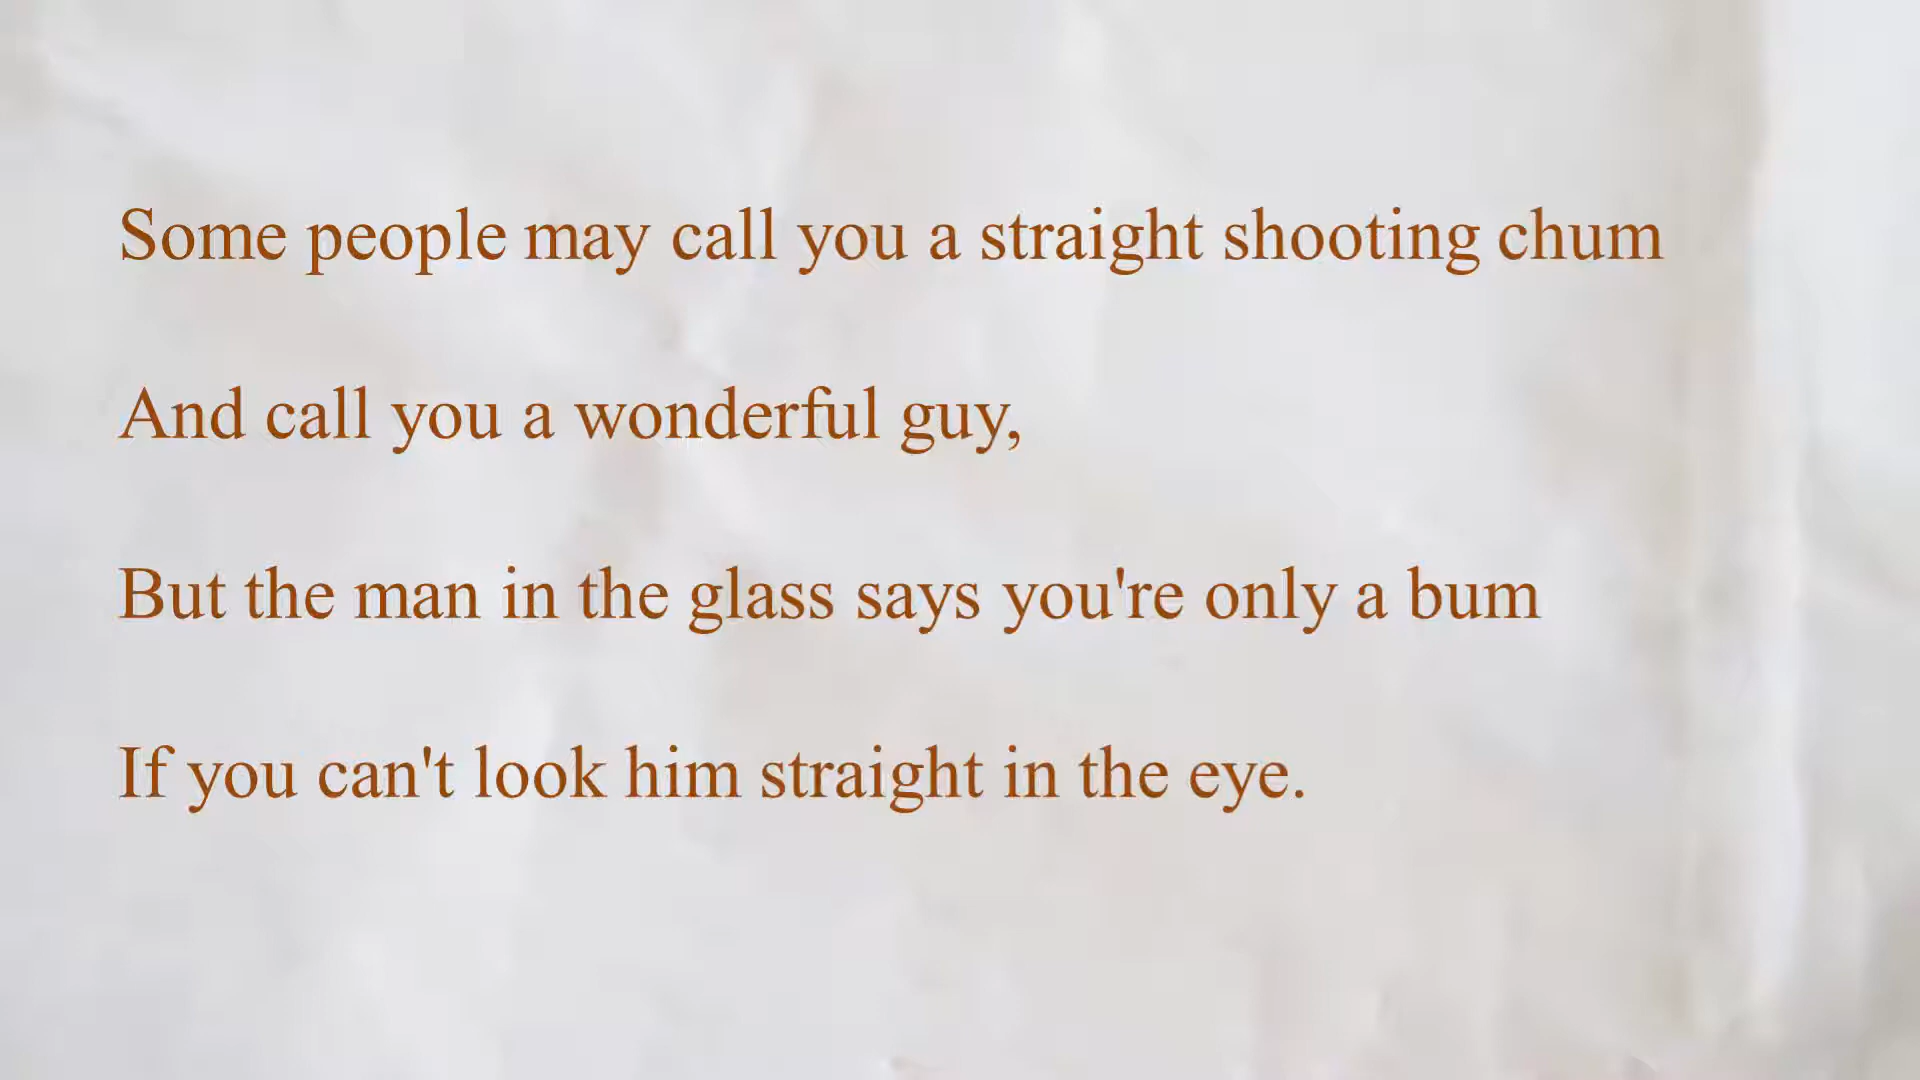 Some people may call you a straight shooting chum
And call you a wonderful guy,
But the man in the glass says you're only a bum
If you can't look him straight in the eye.